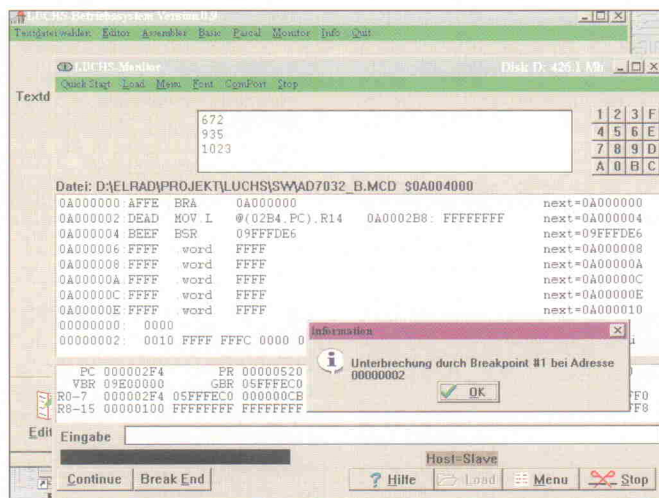 LUCHS-Betriebssystem Version 0.9
Textdatei wählen Editor Assembler Basic Pascal Monitor Info Quit
LUCHS-Monitor Disk D: 426.1 Mb
Quick-Start Load Menu Font ComPort Stop
Textd
672
935
1023
1 2 3 F
4 5 6 E
7 8 9 D
A 0 B C
Datei: D:\ELRAD\PROJEKT\LUCHS\SW\AD7032_B.MCD $0A004000
0A000000:AFFE BRA 0A000000 next=0A000000
0A000002:DEAD MOV.L @(02B4.PC).R14 0A0002B8: FFFFFFFF next=0A000004
0A000004:BEEF BSR 09FFFDE6 next=09FFFDE6
0A000006:FFFF .word FFFF next=0A000008
0A000008:FFFF .word FFFF next=0A00000A
0A00000A:FFFF .word FFFF next=0A00000C
0A00000C:FFFF .word FFFF next=0A00000E
0A00000E:FFFF .word FFFF next=0A000010
00000000: 0000
00000002: 0010 FFFF FFFC 0000 0
Information
Unterbrechung durch Breakpoint #1 bei Adresse
00000002
OK
PC 000002F4 PR 00000520
VBR 09E00000 GBR 05FFFEC0
R0-7 000002F4 05FFFEC0 000000CB FF0
R8-15 00000100 FFFFFFFF FFFFFFFF FF8
Edit
Eingabe
Host=Slave
Continue Break End ? Hilfe Load Menu Stop